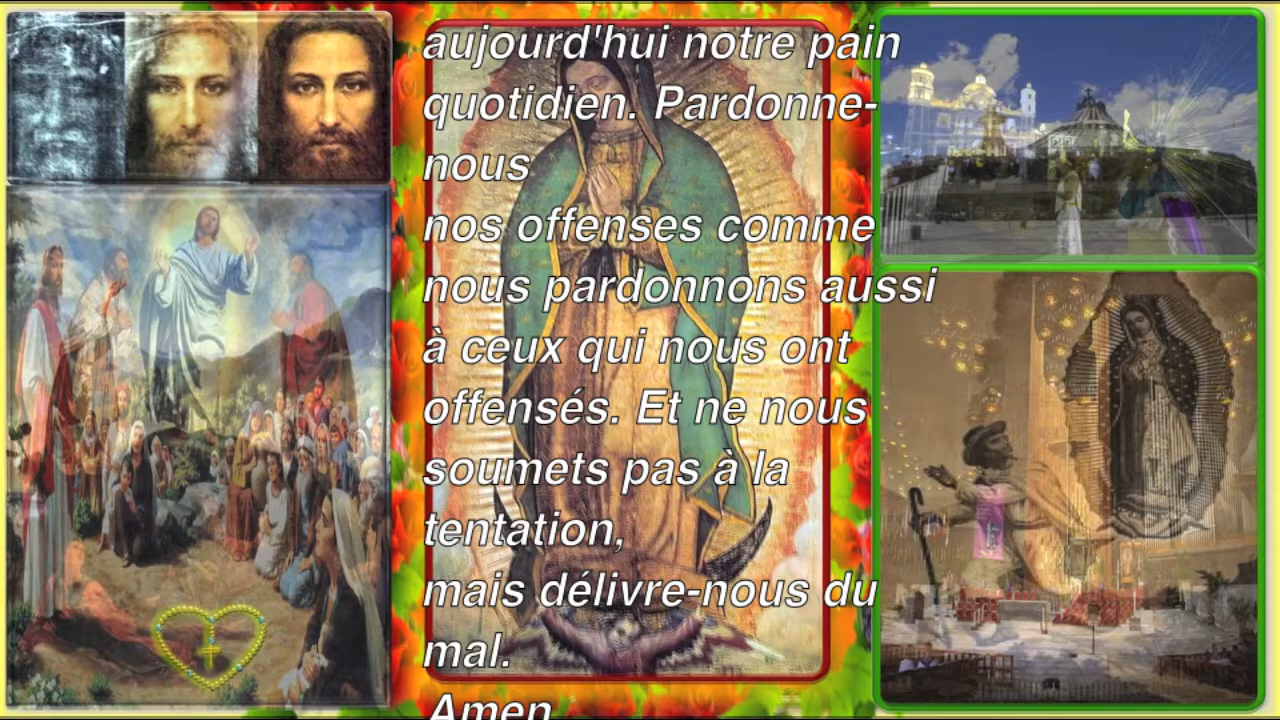 aujourd'hui notre pain
quotidien. Pardonne-
nous
nos offenses comme
nous pardonnons aussi
à ceux qui nous ont
offensés. Et ne nous
soumets pas à la
tentation,
mais délivre-nous du
mal.
Amen